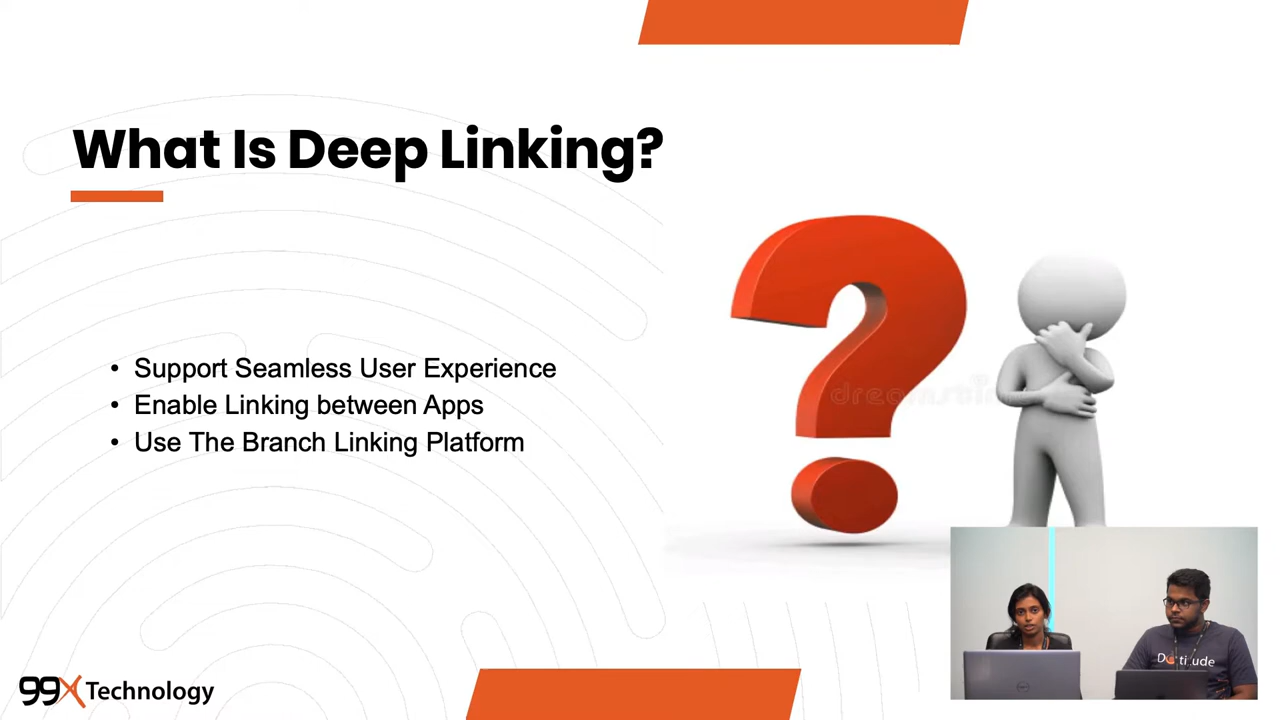 What Is Deep Linking?
• Support Seamless User Experience
• Enable Linking between Apps
• Use The Branch Linking Platform
99X Technology